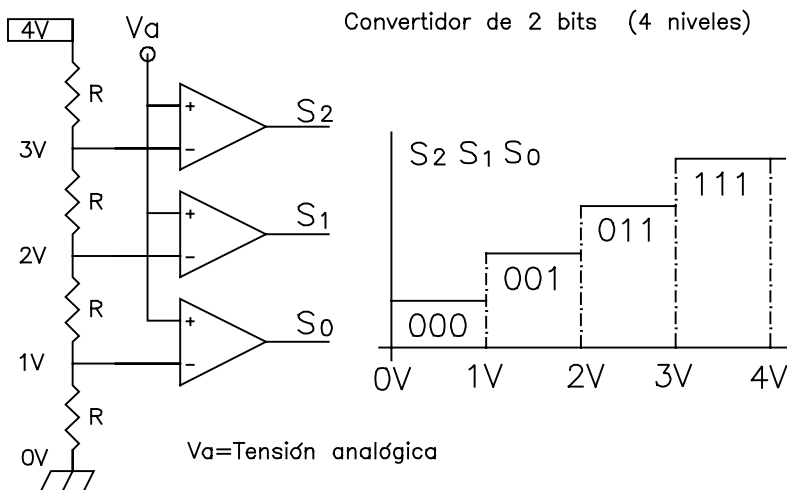 Convertidor de 2 bits (4 niveles)
4V
Va
R
S2
3V
S2 S1 S0
R
S1
111
2V
011
001
R
S0
000
1V
0V 1V 2V 3V 4V
R
Va=Tensión analógica
0V